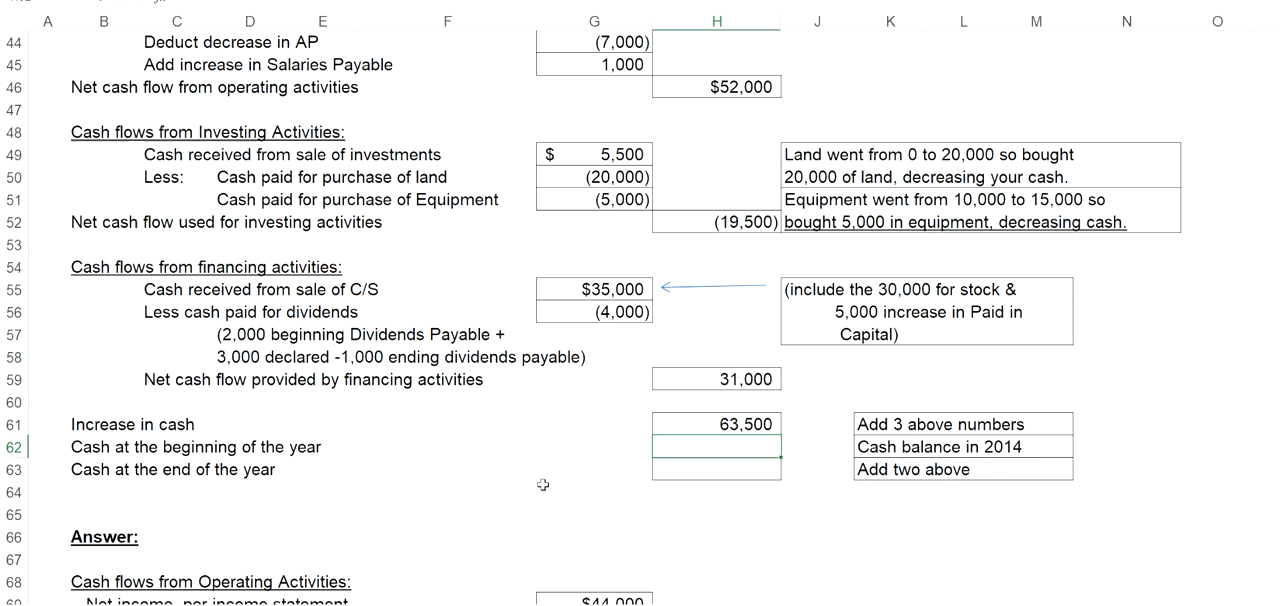 A B C D E F G H J K L M N O
44 Deduct decrease in AP (7,000)
45 Add increase in Salaries Payable 1,000
46 Net cash flow from operating activities $52,000
47
48 Cash flows from Investing Activities:
49 Cash received from sale of investments $ 5,500 Land went from 0 to 20,000 so bought
50 Less: Cash paid for purchase of land (20,000) 20,000 of land, decreasing your cash.
51 Cash paid for purchase of Equipment (5,000) Equipment went from 10,000 to 15,000 so
52 Net cash flow used for investing activities (19,500) bought 5,000 in equipment, decreasing cash.
53
54 Cash flows from financing activities:
55 Cash received from sale of C/S $35,000 (include the 30,000 for stock &
56 Less cash paid for dividends (4,000) 5,000 increase in Paid in
57 (2,000 beginning Dividends Payable + Capital)
58 3,000 declared -1,000 ending dividends payable)
59 Net cash flow provided by financing activities 31,000
60
61 Increase in cash 63,500 Add 3 above numbers
62 Cash at the beginning of the year Cash balance in 2014
63 Cash at the end of the year Add two above
64
65
66 Answer:
67
68 Cash flows from Operating Activities:
69 Net income, per income statement $44,000